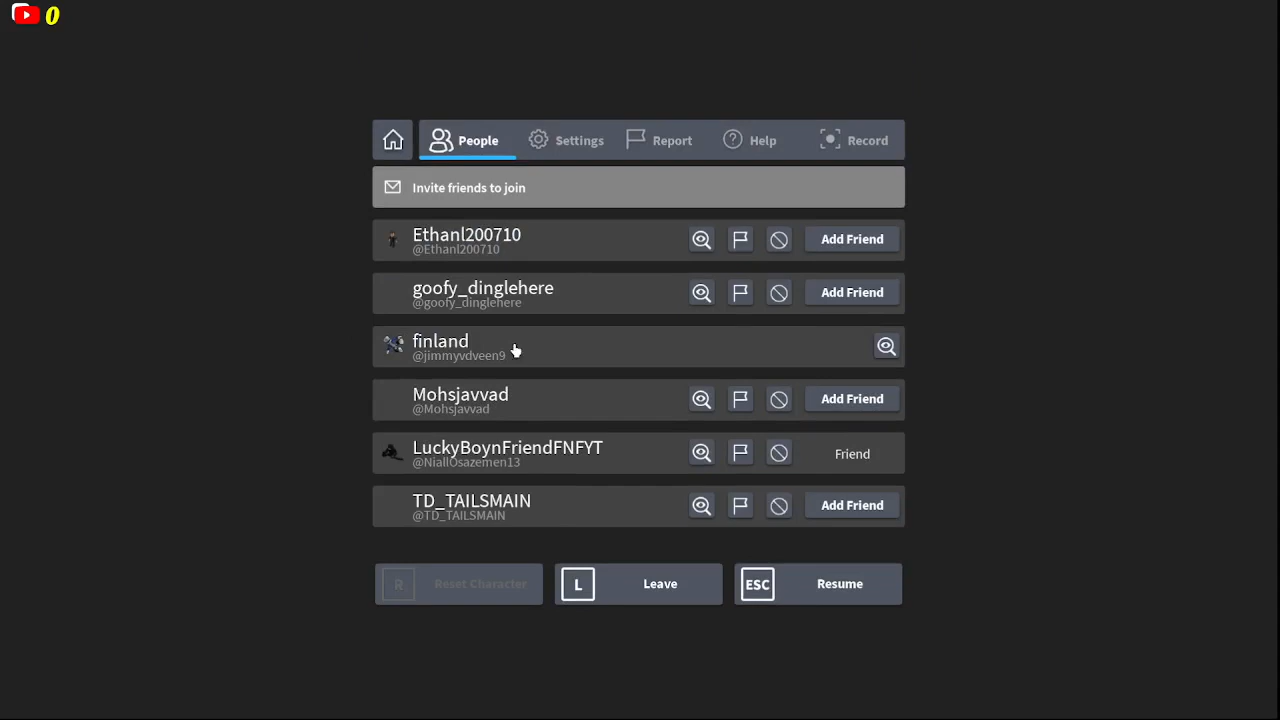 0
People Settings Report Help Record
Invite friends to join
Ethanl200710
@Ethanl200710
Add Friend
goofy_dinglehere
@goofy_dinglehere
Add Friend
finland
@jimmyvdveen9
Mohsjavvad
@Mohsjavvad
Add Friend
LuckyBoynFriendFNFYT
@NiallOsazemen13
Friend
TD_TAILSMAIN
@TD_TAILSMAIN
Add Friend
R Reset Character L Leave ESC Resume